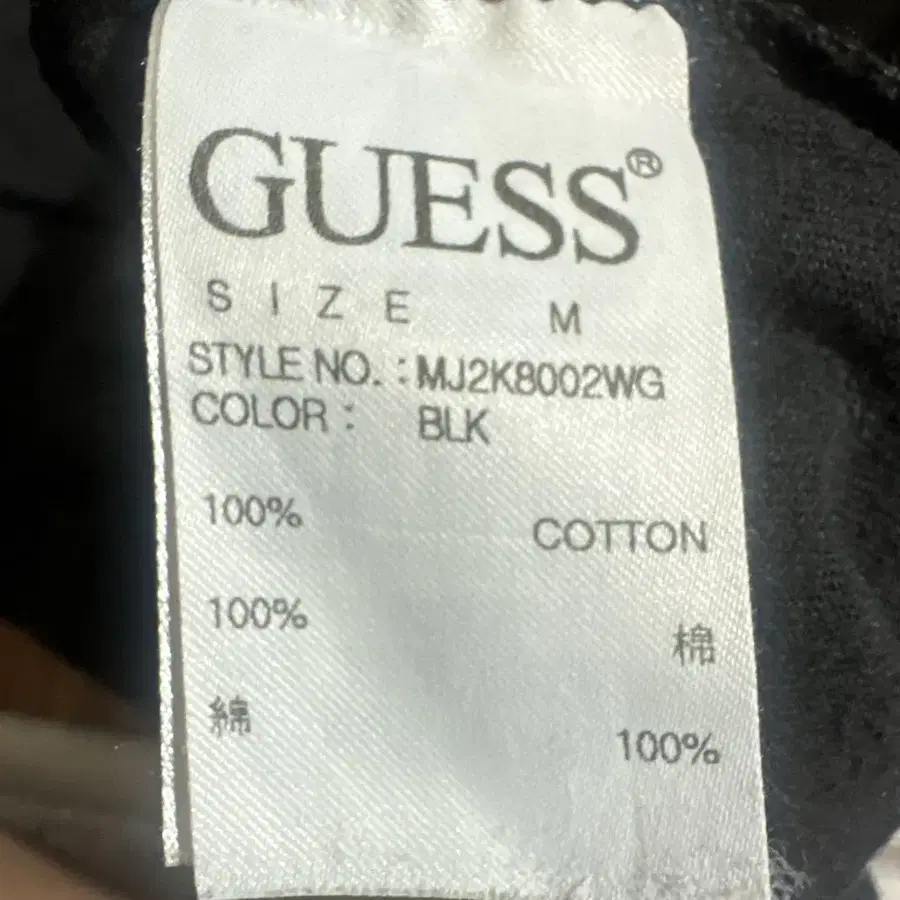 GUESS®
SIZE M
STYLE NO.: MJ2K8002WG
COLOR: BLK
100% COTTON
100% 棉
綿 100%